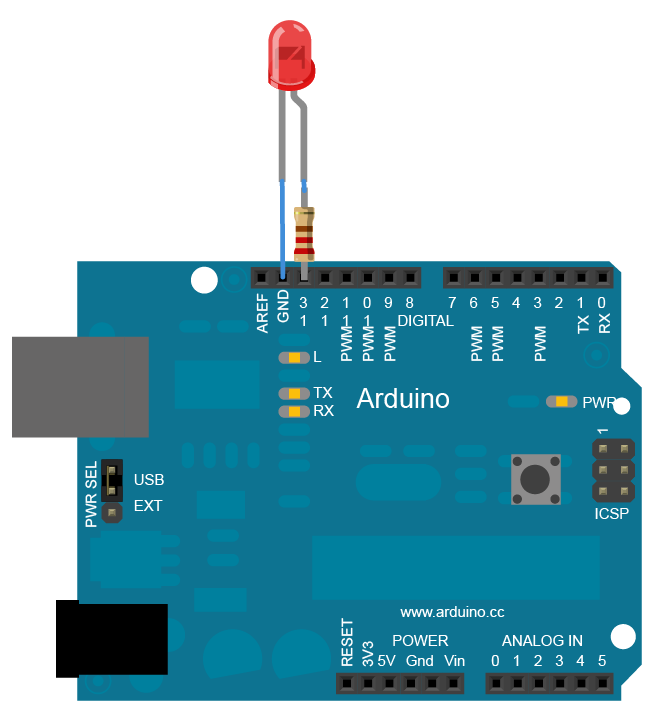 AREF
GND
13
12
PWM 11
PWM 10
PWM 9
8
DIGITAL
7
PWM 6
PWM 5
4
PWM 3
2
TX 1
RX 0
L
TX
RX
Arduino
PWR
PWR SEL
USB
EXT
1
ICSP
www.arduino.cc
POWER
RESET
3V3
5V Gnd Vin
ANALOG IN
0 1 2 3 4 5